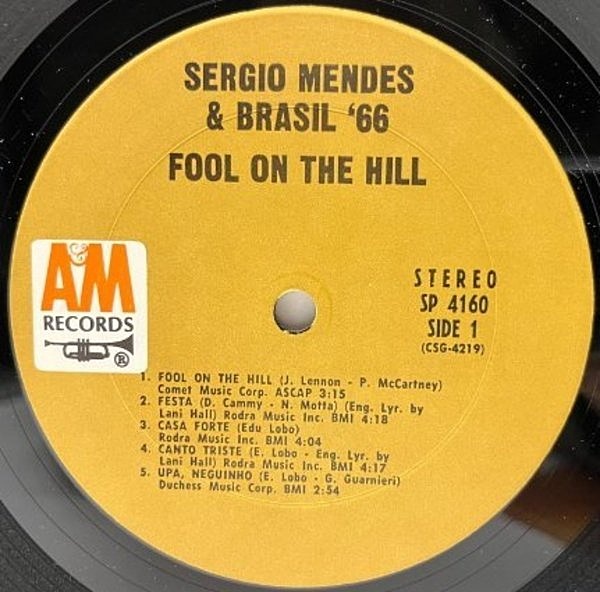 SERGIO MENDES
& BRASIL '66
FOOL ON THE HILL
A&M
RECORDS
®
STEREO
SP 4160
SIDE 1
(CSG-4219)
1. FOOL ON THE HILL (J. Lennon - P. McCartney)
Comet Music Corp. ASCAP 3:15
2. FESTA (D. Cammy - N. Motta) (Eng. Lyr. by
Lani Hall) Rodra Music Inc. BMI 4:18
3. CASA FORTE (Edu Lobo)
Rodra Music Inc. BMI 4:04
4. CANTO TRISTE (E. Lobo - Eng. Lyr. by
Lani Hall) Rodra Music Inc. BMI 4:17
5. UPA, NEGUINHO (E. Lobo - G. Guarnieri)
Duchess Music Corp. BMI 2:54